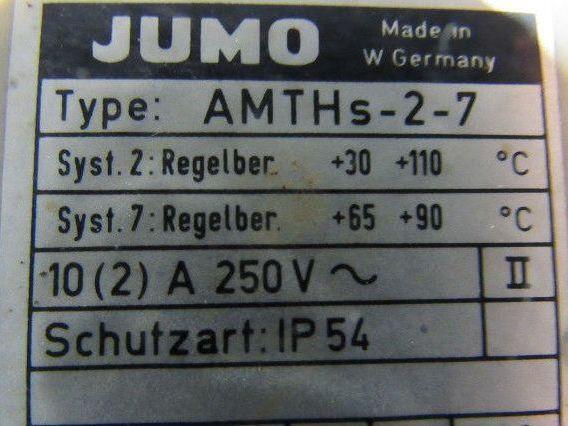 JUMO Made in W Germany
Type: AMTHs-2-7
Syst. 2: Regelber. +30 +110 °C
Syst. 7: Regelber. +65 +90 °C
10 (2) A 250 V ~ II
Schutzart: IP 54